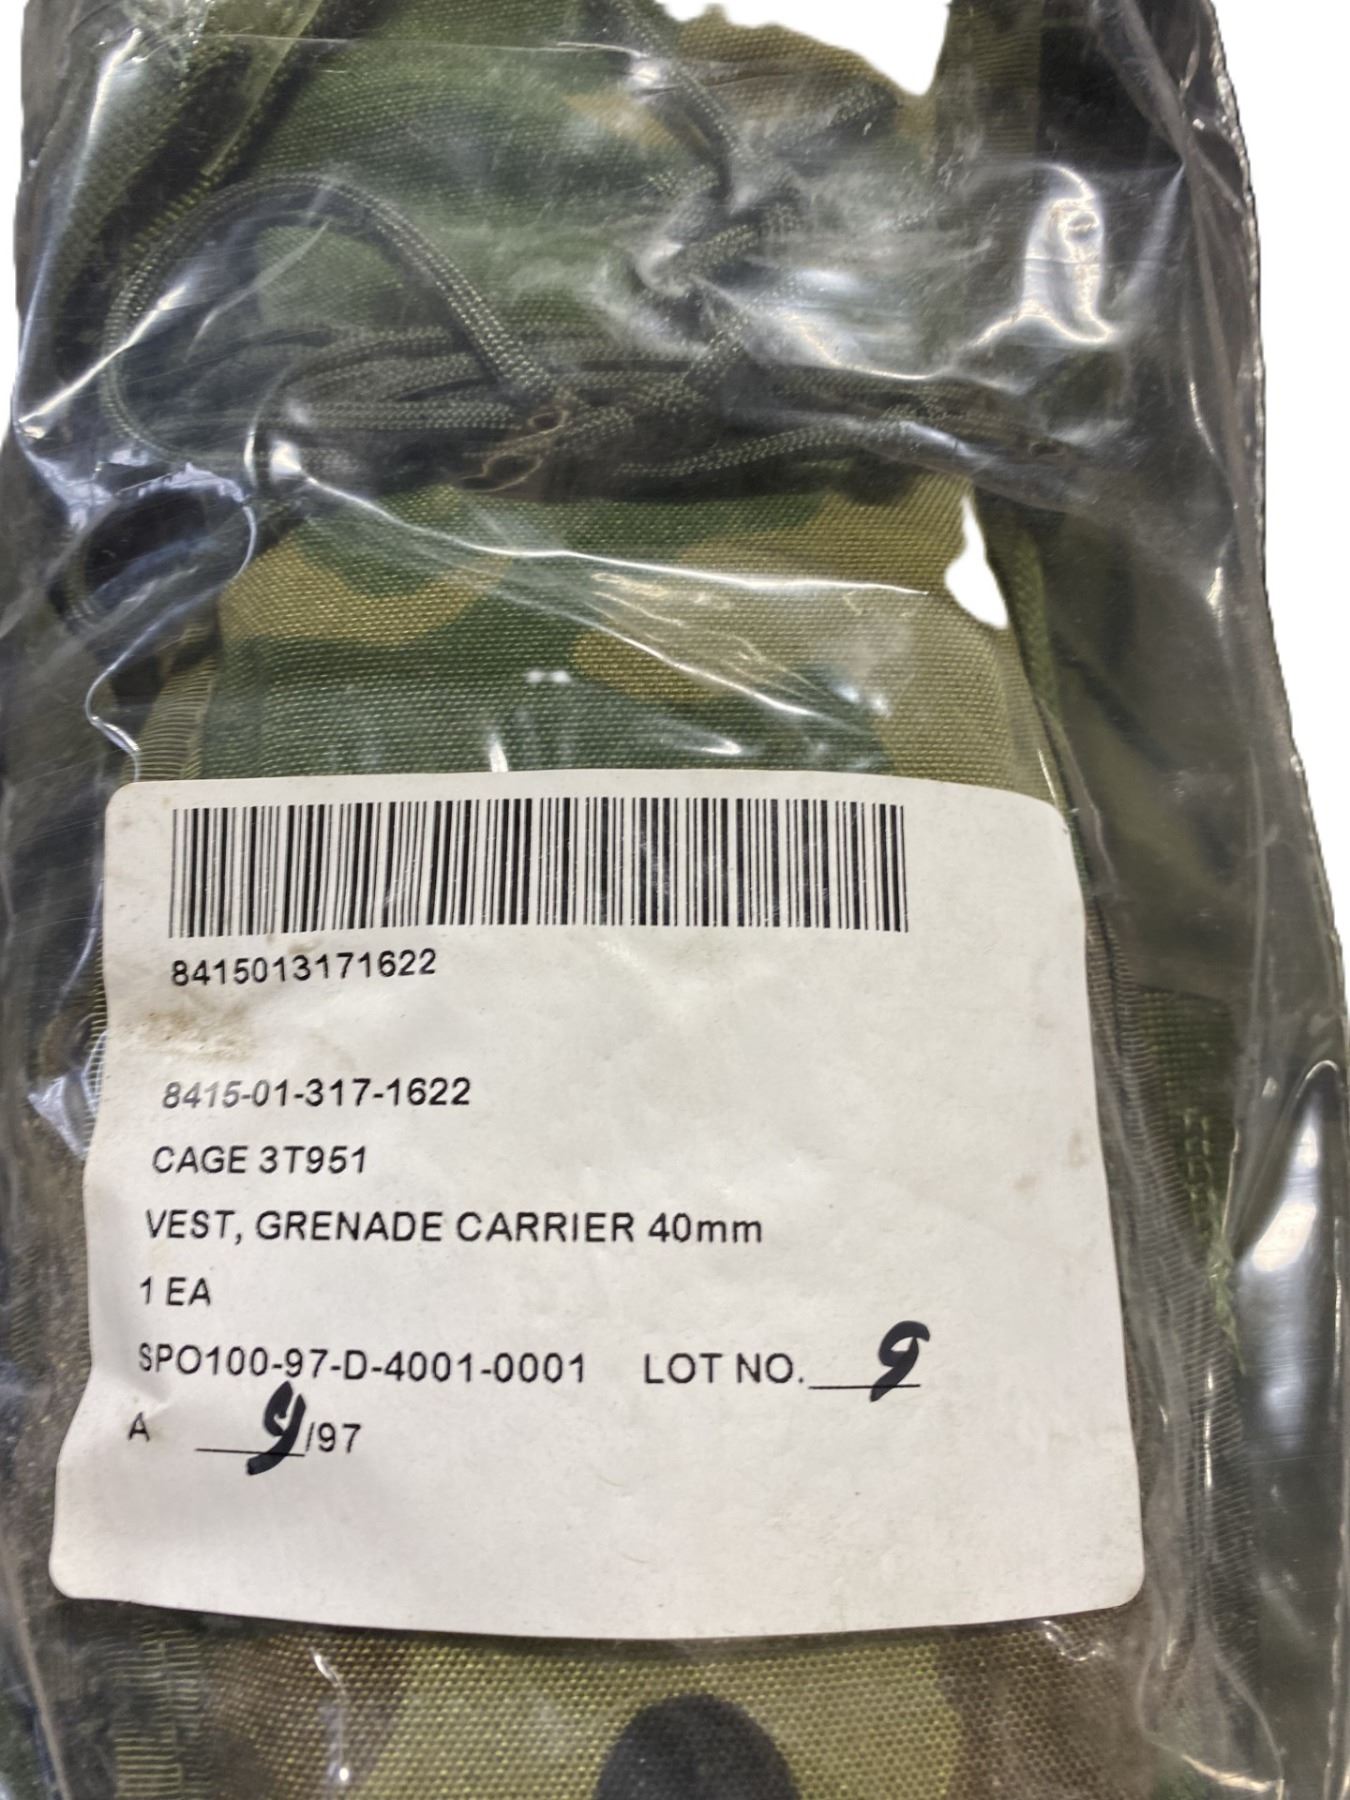 8415013171622
8415-01-317-1622
CAGE 3T951
VEST, GRENADE CARRIER 40mm
1 EA
SPO100-97-D-4001-0001 LOT NO. 9
A 9/97